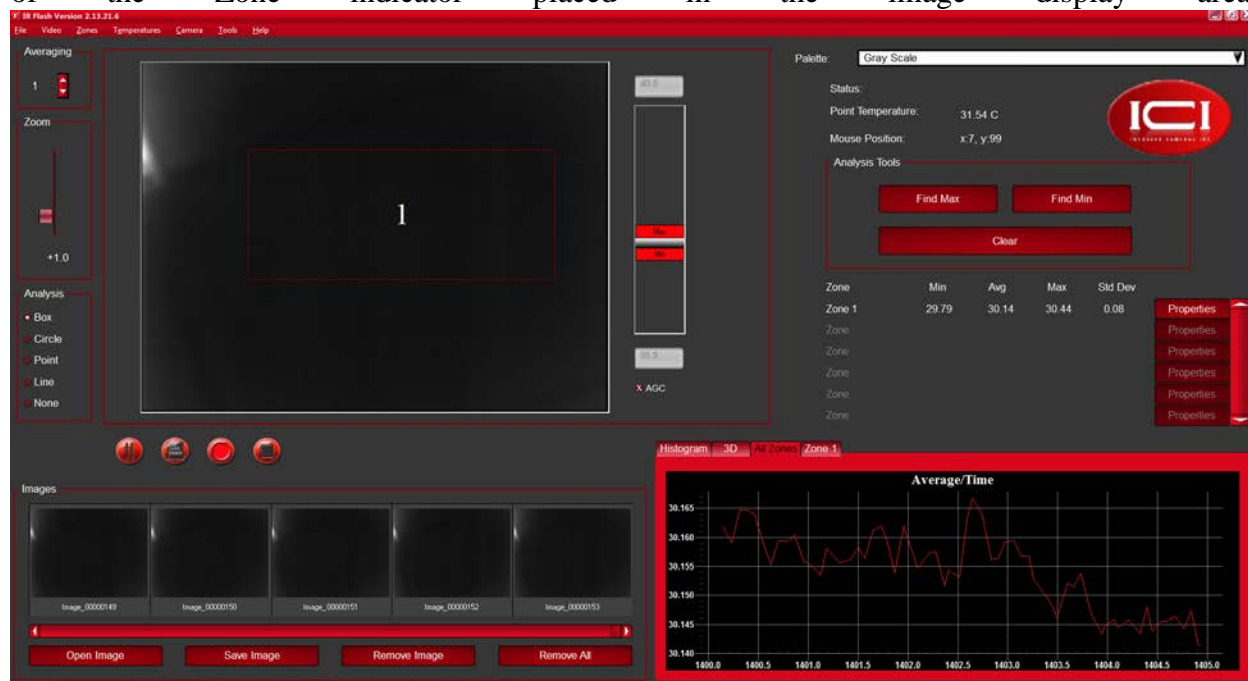 of the Zone indicator placed in the image display area
IR Flash Version 2.13.21.6
File Video Zones Temperatures Camera Tools Help
Averaging
1
Zoom
+1.0
Analysis
Box
Circle
Point
Line
None
1
Max
Min
X AGC
Palette: Gray Scale
Status:
Point Temperature: 31.54 C
Mouse Position: x:7, y:99
ICI
INFRARED CAMERAS INC.
Analysis Tools
Find Max Find Min
Clear
Zone Min Avg Max Std Dev
Zone 1 29.79 30.14 30.44 0.08 Properties
Zone Properties
Zone Properties
Zone Properties
Zone Properties
Zone Properties
Images
Image_00000149 Image_00000150 Image_00000151 Image_00000152 Image_00000153
Open Image Save Image Remove Image Remove All
Histogram 3D All Zones Zone 1
Average/Time
30.165
30.160
30.155
30.150
30.145
30.140
1400.0 1400.5 1401.0 1401.5 1402.0 1402.5 1403.0 1403.5 1404.0 1404.5 1405.0